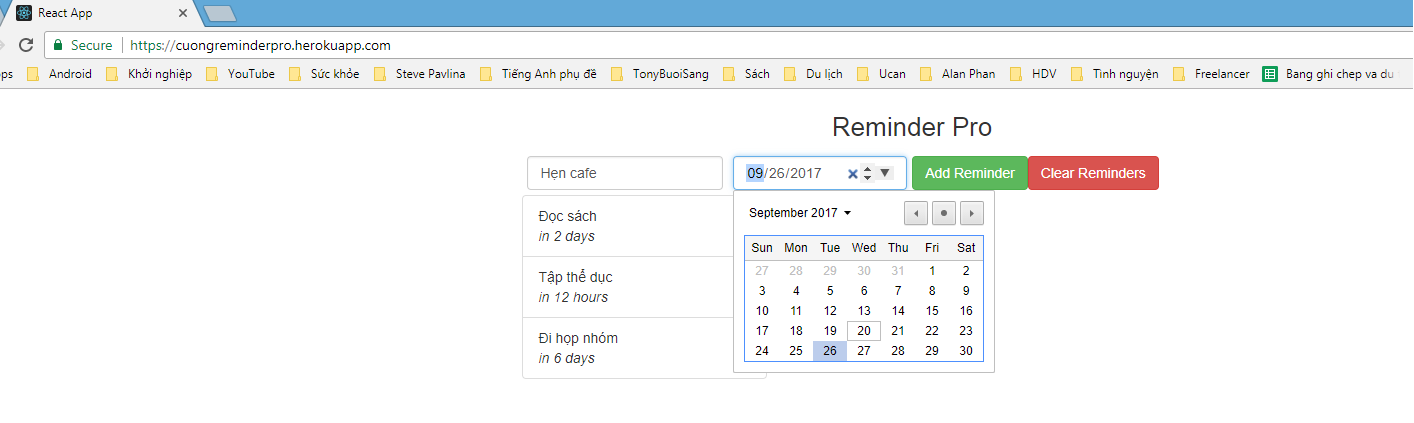 React App
Secure https://cuongreminderpro.herokuapp.com
ps Android Khởi nghiệp YouTube Sức khỏe Steve Pavlina Tiếng Anh phụ đề TonyBuoiSang Sách Du lịch Ucan Alan Phan HDV Tình nguyện Freelancer Bang ghi chep va du
Reminder Pro
Hẹn cafe 09/26/2017 Add Reminder Clear Reminders
Đọc sách
in 2 days
Tập thể dục
in 12 hours
Đi họp nhóm
in 6 days
September 2017
Sun Mon Tue Wed Thu Fri Sat
27 28 29 30 31 1 2
3 4 5 6 7 8 9
10 11 12 13 14 15 16
17 18 19 20 21 22 23
24 25 26 27 28 29 30